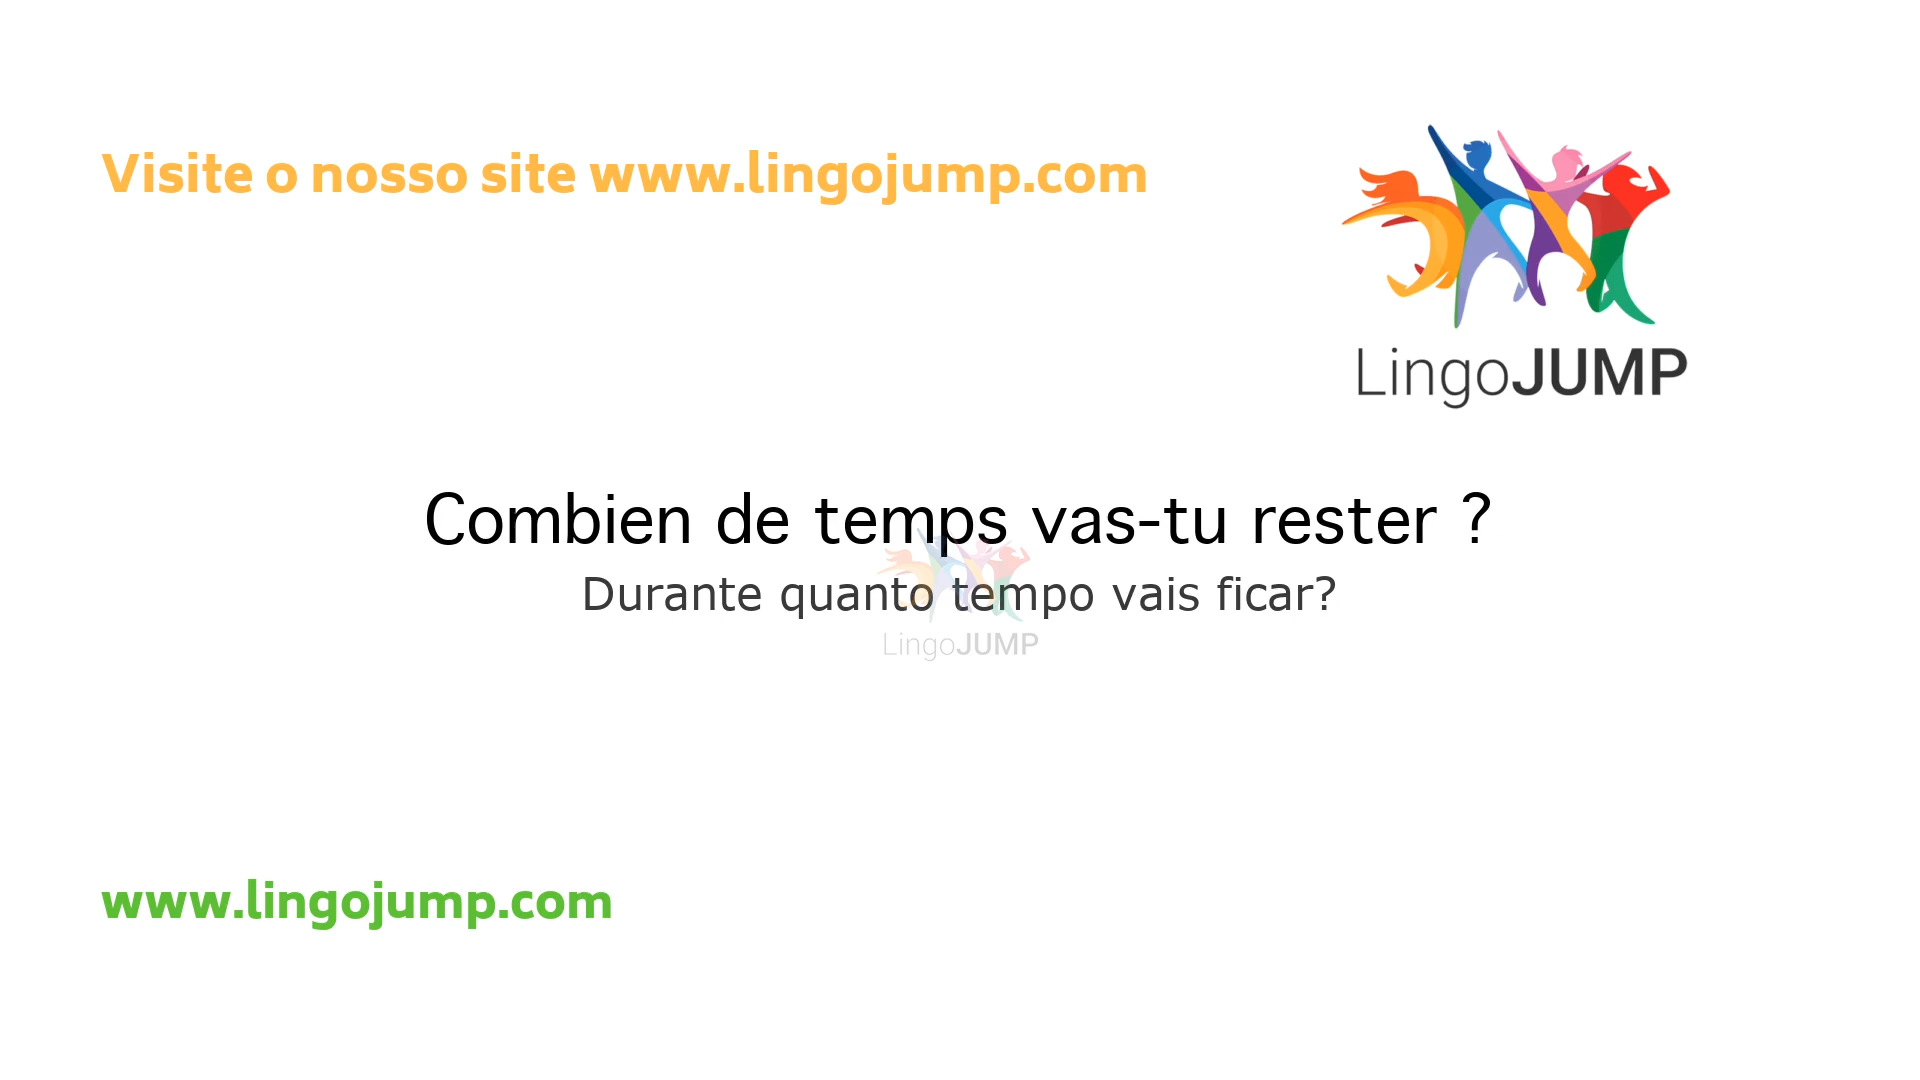 Visite o nosso site www.lingojump.com
LingoJUMP
Combien de temps vas-tu rester ?
Durante quanto tempo vais ficar?
LingoJUMP
www.lingojump.com